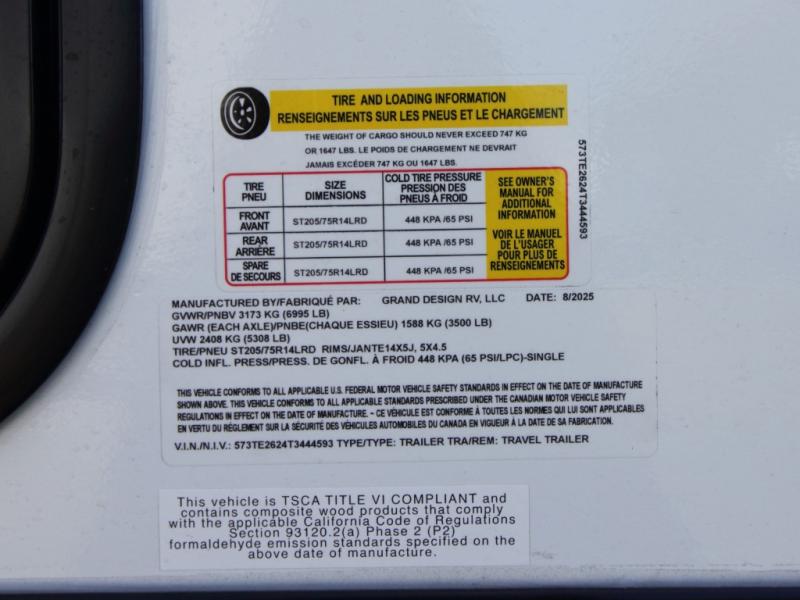 TIRE AND LOADING INFORMATION
RENSEIGNEMENTS SUR LES PNEUS ET LE CHARGEMENT
THE WEIGHT OF CARGO SHOULD NEVER EXCEED 747 KG
OR 1647 LBS. LE POIDS DE CHARGEMENT NE DEVRAIT
JAMAIS EXCÉDER 747 KG OU 1647 LBS.
TIRE PNEU SIZE DIMENSIONS COLD TIRE PRESSURE PRESSION DES PNEUS À FROID
FRONT AVANT ST205/75R14LRD 448 KPA /65 PSI
REAR ARRIÈRE ST205/75R14LRD 448 KPA /65 PSI
SPARE DE SECOURS ST205/75R14LRD 448 KPA /65 PSI
SEE OWNER'S
MANUAL FOR
ADDITIONAL
INFORMATION
VOIR LE MANUEL
DE L'USAGER
POUR PLUS DE
RENSEIGNEMENTS
573TE2624T3444593
MANUFACTURED BY/FABRIQUÉ PAR: GRAND DESIGN RV, LLC DATE: 8/2025
GVWR/PNBV 3173 KG (6995 LB)
GAWR (EACH AXLE)/PNBE(CHAQUE ESSIEU) 1588 KG (3500 LB)
UVW 2408 KG (5308 LB)
TIRE/PNEU ST205/75R14LRD RIMS/JANTE14X5J, 5X4.5
COLD INFL. PRESS/PRESS. DE GONFL. À FROID 448 KPA (65 PSI/LPC)-SINGLE
THIS VEHICLE CONFORMS TO ALL APPLICABLE U.S. FEDERAL MOTOR VEHICLE SAFETY STANDARDS IN EFFECT ON THE DATE OF MANUFACTURE
SHOWN ABOVE. THIS VEHICLE CONFORMS TO ALL APPLICABLE STANDARDS PRESCRIBED UNDER THE CANADIAN MOTOR VEHICLE SAFETY
REGULATIONS IN EFFECT ON THE DATE OF MANUFACTURE. - CE VÉHICULE EST CONFORME À TOUTES LES NORMES QUI LUI SONT APPLICABLES
EN VERTU DU RÈGLEMENT SUR LA SÉCURITÉ DES VÉHICULES AUTOMOBILES DU CANADA EN VIGUEUR À LA DATE DE SA FABRICATION.
V.I.N./N.I.V.: 573TE2624T3444593 TYPE/TYPE: TRAILER TRA/REM: TRAVEL TRAILER
This vehicle is TSCA TITLE VI COMPLIANT and
contains composite wood products that comply
with the applicable California Code of Regulations
Section 93120.2(a) Phase 2 (P2)
formaldehyde emission standards specified on the
above date of manufacture.